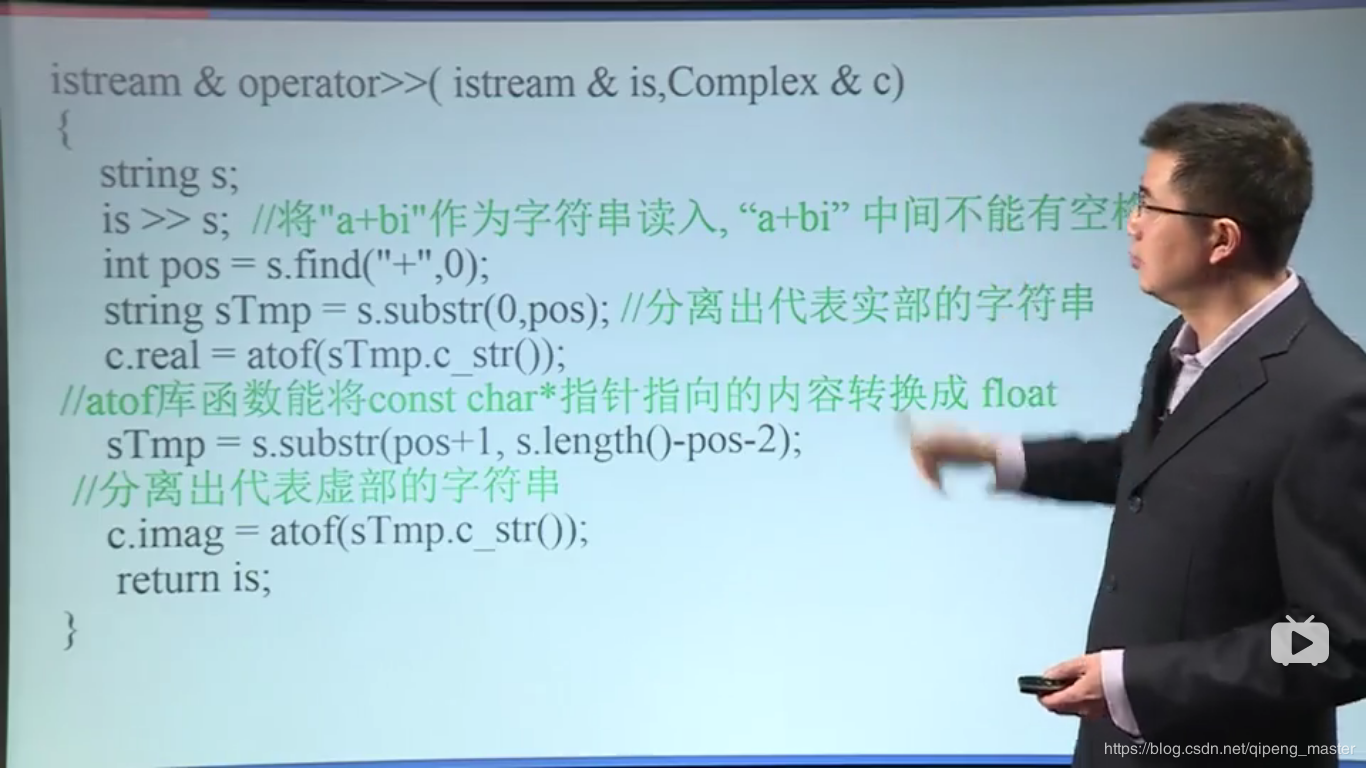 istream & operator>>( istream & is,Complex & c)
{
string s;
is >> s; //将"a+bi"作为字符串读入, “a+bi” 中间不能有空
int pos = s.find("+",0);
string sTmp = s.substr(0,pos); //分离出代表实部的字符串
c.real = atof(sTmp.c_str());
//atof库函数能将const char*指针指向的内容转换成 float
sTmp = s.substr(pos+1, s.length()-pos-2);
//分离出代表虚部的字符串
c.imag = atof(sTmp.c_str());
return is;
}
https://blog.csdn.net/qipeng_master